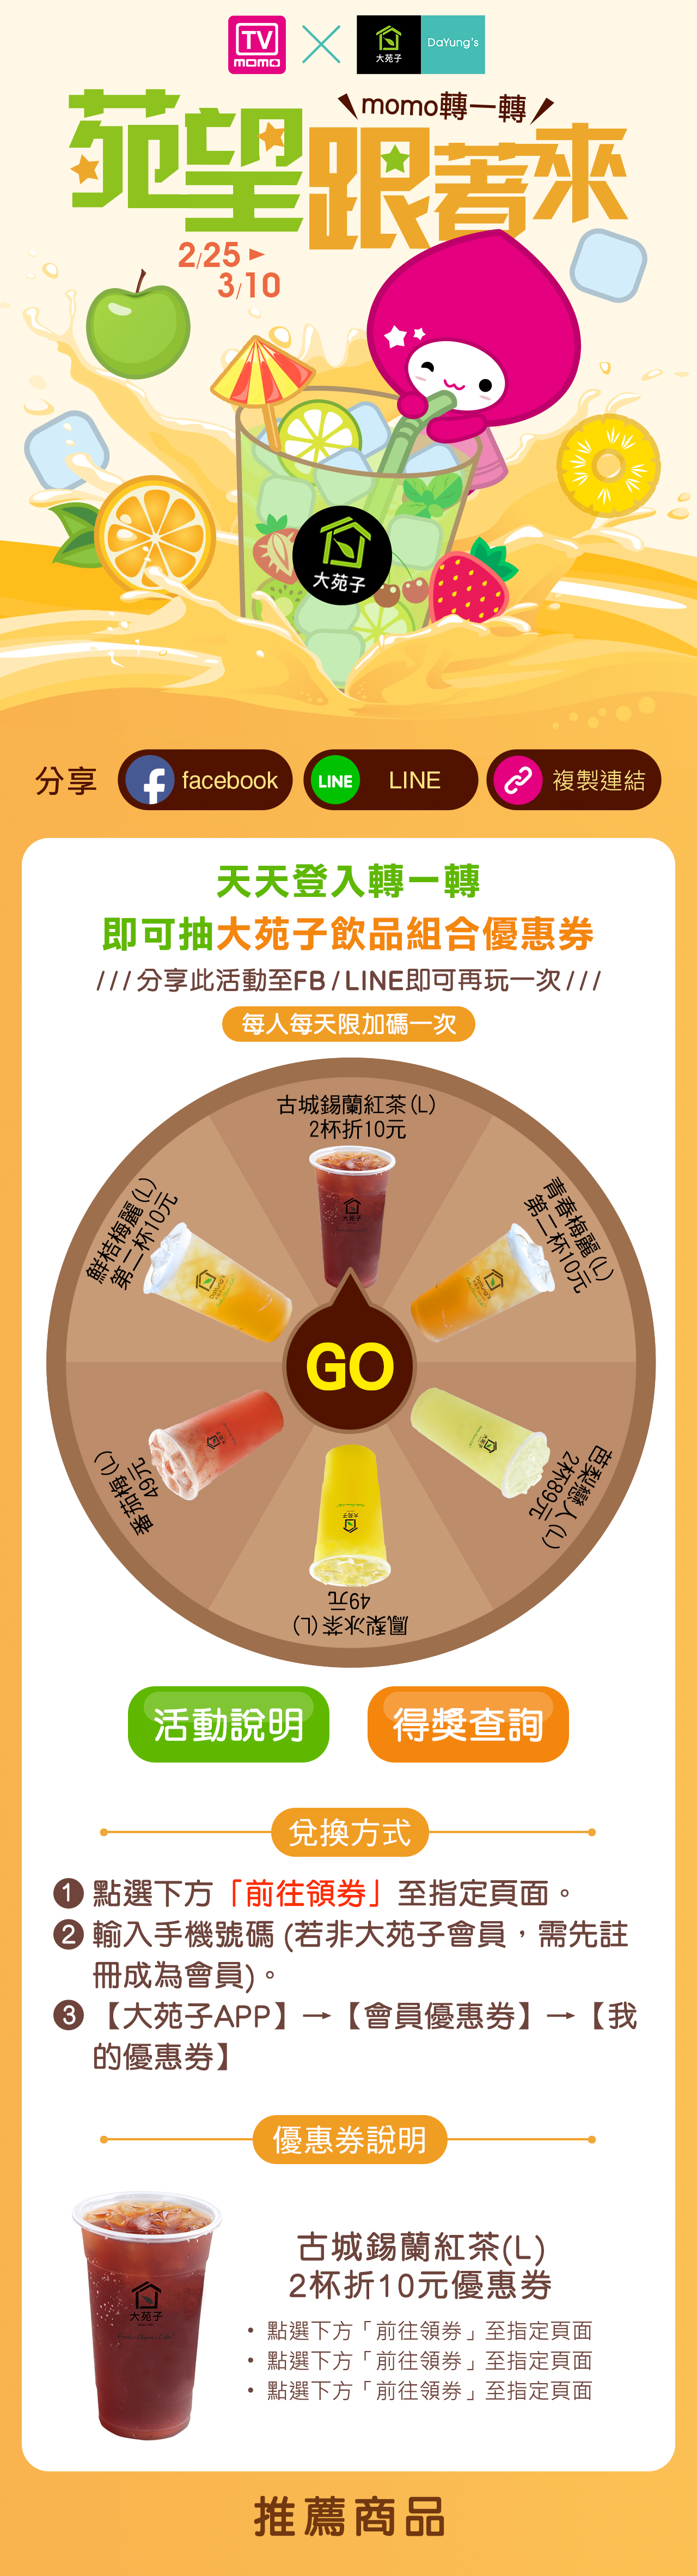 TV
momo
大苑子
DaYung's
momo轉一轉
苑望跟著來
2/25
3/10
大苑子
分享
facebook
LINE
LINE
複製連結
天天登入轉一轉
即可抽大苑子飲品組合優惠券
///分享此活動至FB/LINE即可再玩一次///
每人每天限加碼一次
古城錫蘭紅茶(L)
2杯折10元
大苑子
青春梅麗(L)
第二杯10元
芭梨戀人(L)
2杯89元
鳳梨冰茶(L)
49元
番茄梅(L)
49元
鮮桔梅麗(L)
第二杯10元
GO
活動說明
得獎查詢
兌換方式
1 點選下方「前往領券」至指定頁面。
2 輸入手機號碼 (若非大苑子會員，需先註
冊成為會員)。
3 【大苑子APP】→【會員優惠券】→【我
的優惠券】
優惠券說明
大苑子
古城錫蘭紅茶(L)
2杯折10元優惠券
• 點選下方「前往領券」至指定頁面
• 點選下方「前往領券」至指定頁面
• 點選下方「前往領券」至指定頁面
推薦商品